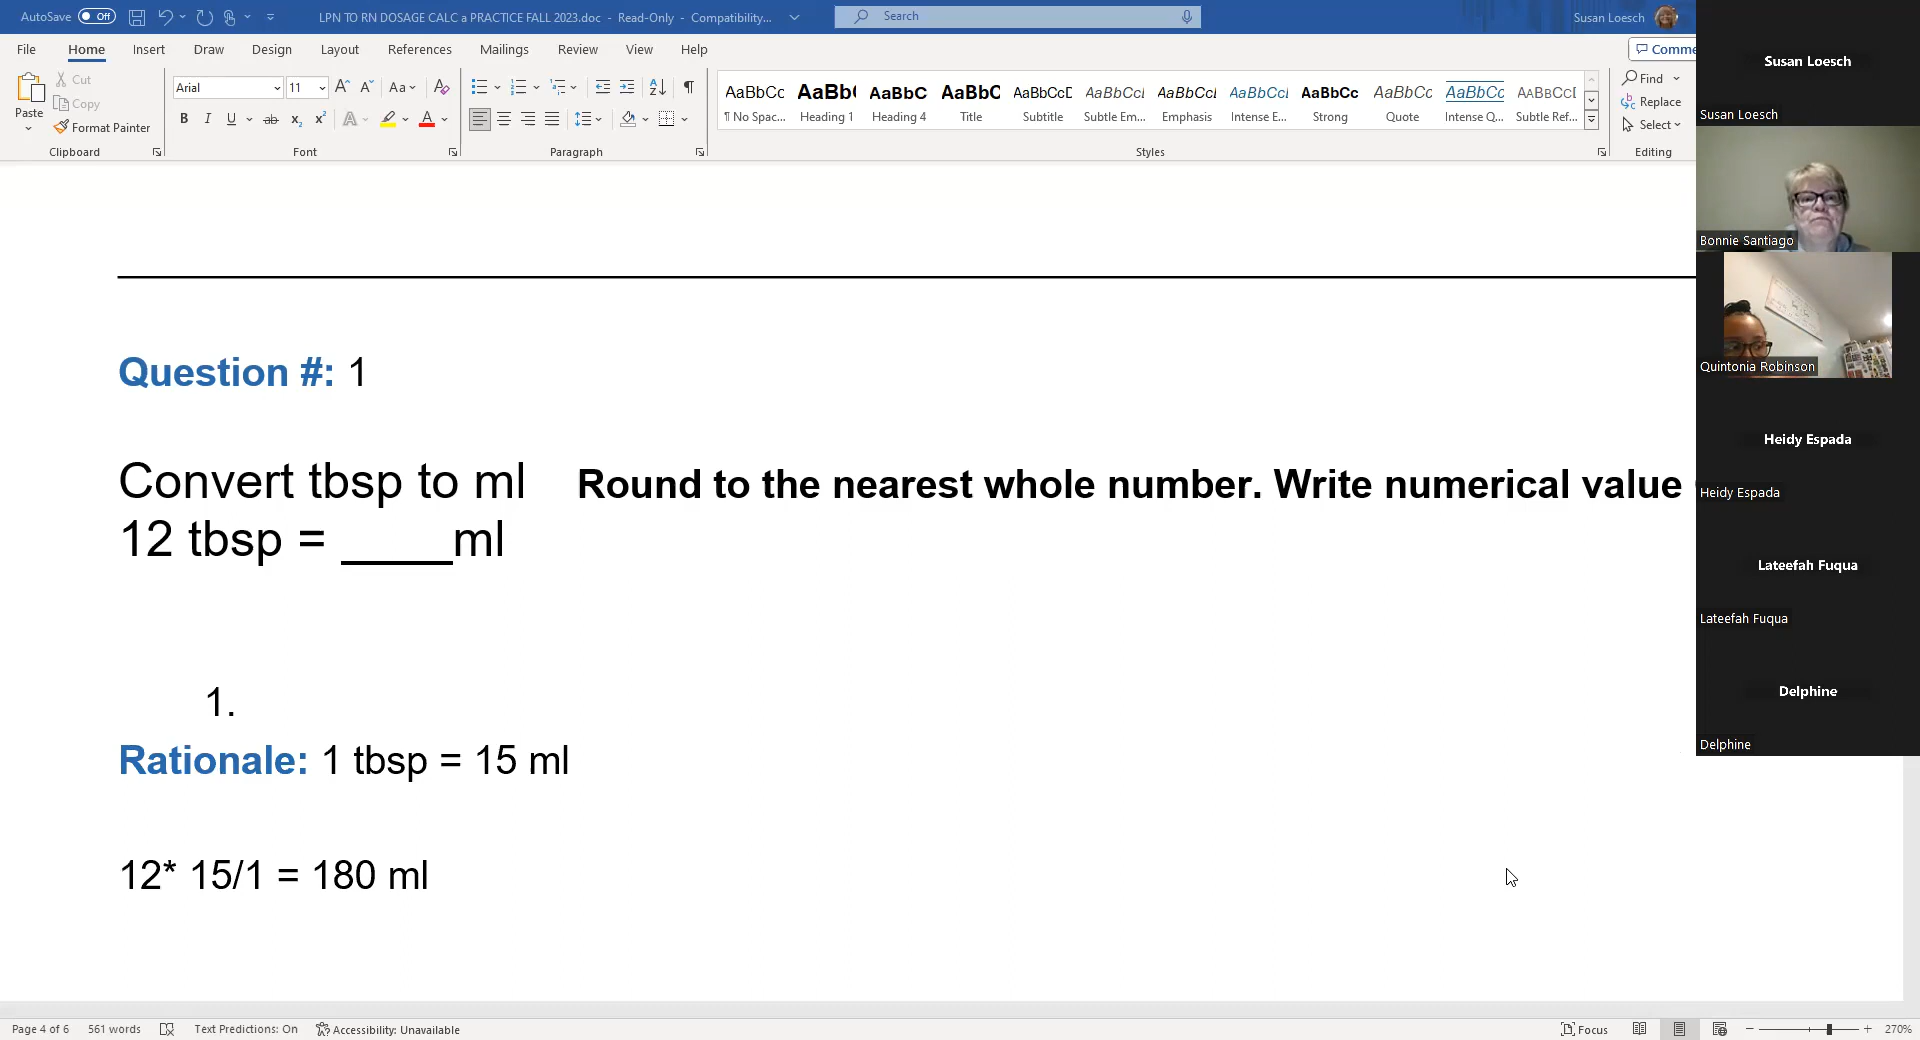 AutoSave Off LPN TO RN DOSAGE CALC a PRACTICE FALL 2023.doc - Read-Only - Compatibility... Search Susan Loesch
File Home Insert Draw Design Layout References Mailings Review View Help Comme
Paste Cut Copy Format Painter
Arial 11 Aa
B I U ab x₂ x² A A
AaBbCc AaBb( AaBbC AaBbC AaBbCcD AaBbCcI AaBbCcI AaBbCcI AaBbCc AaBbCc AaBbCc AABBCCI
¶ No Spac... Heading 1 Heading 4 Title Subtitle Subtle Em... Emphasis Intense E... Strong Quote Intense Q... Subtle Ref...
Find
Replace
Select
Clipboard Font Paragraph Styles Editing
Question #: 1
Convert tbsp to ml Round to the nearest whole number. Write numerical value
12 tbsp = ____ml
1.
Rationale: 1 tbsp = 15 ml
12* 15/1 = 180 ml
Susan Loesch
Susan Loesch
Bonnie Santiago
Quintonia Robinson
Heidy Espada
Heidy Espada
Lateefah Fuqua
Lateefah Fuqua
Delphine
Delphine
Page 4 of 6 561 words Text Predictions: On Accessibility: Unavailable Focus 270%